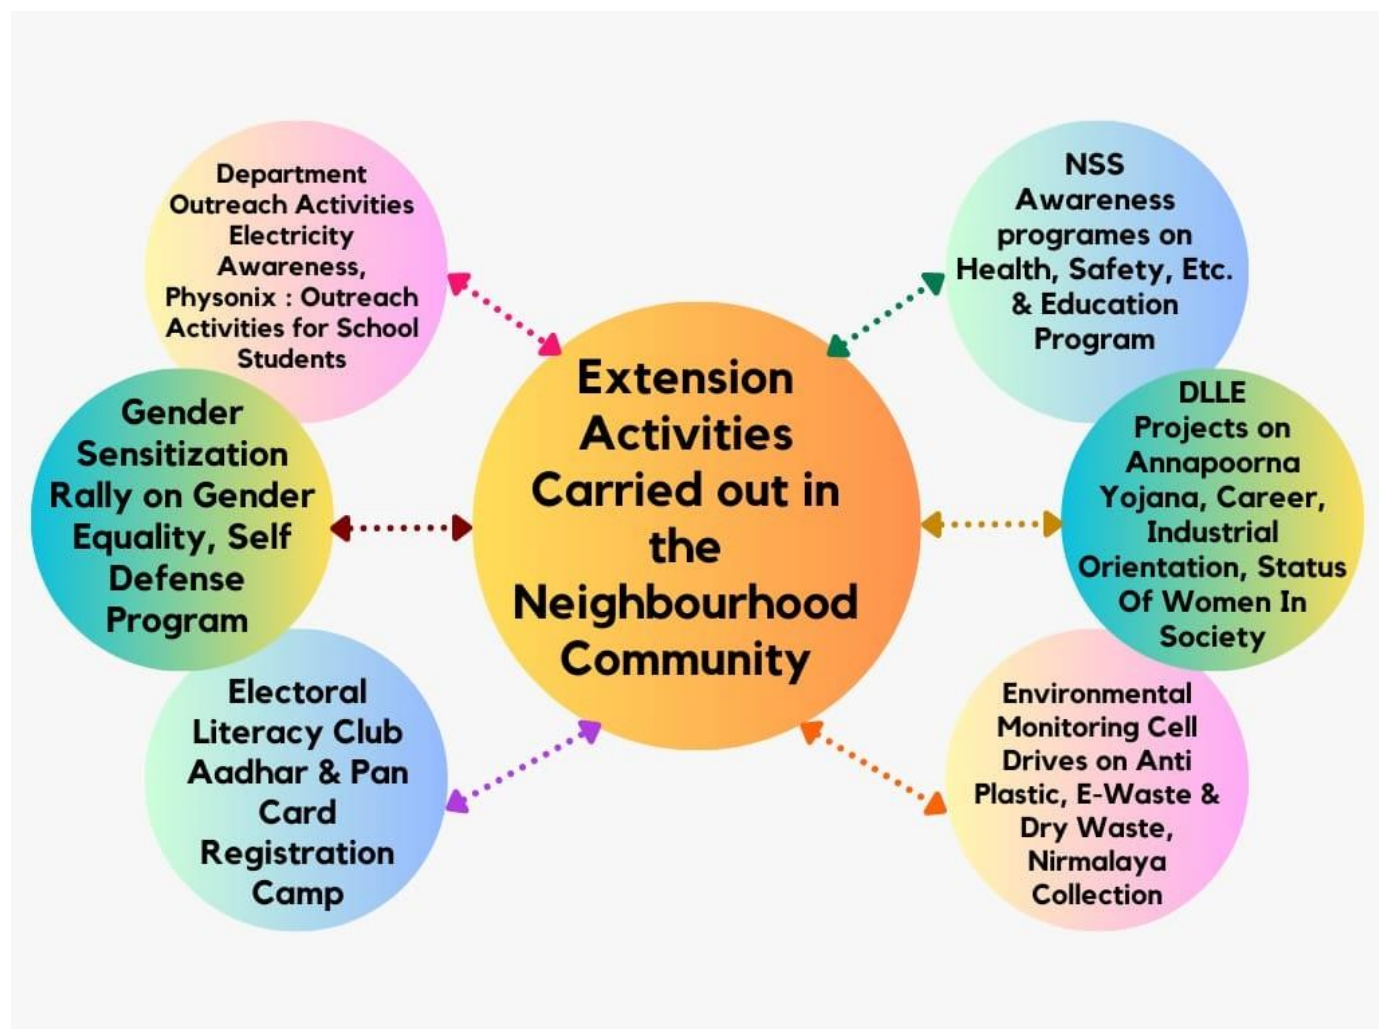 Department
Outreach Activities
Electricity
Awareness,
Physonix : Outreach
Activities for School
Students
Gender
Sensitization
Rally on Gender
Equality, Self
Defense
Program
Electoral
Literacy Club
Aadhar & Pan
Card
Registration
Camp
Extension
Activities
Carried out in
the
Neighbourhood
Community
NSS
Awareness
programes on
Health, Safety, Etc.
& Education
Program
DLLE
Projects on
Annapoorna
Yojana, Career,
Industrial
Orientation, Status
Of Women In
Society
Environmental
Monitoring Cell
Drives on Anti
Plastic, E-Waste &
Dry Waste,
Nirmalaya
Collection